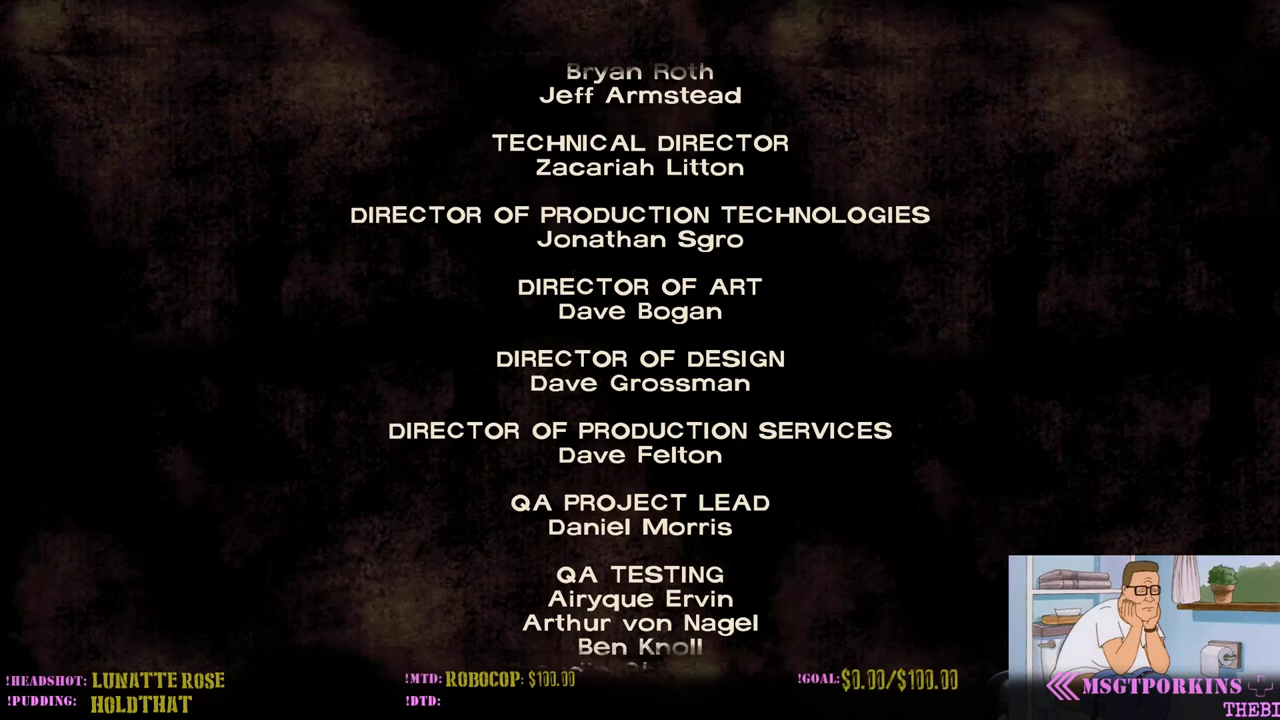 Bryan Roth
Jeff Armstead
TECHNICAL DIRECTOR
Zacariah Litton
DIRECTOR OF PRODUCTION TECHNOLOGIES
Jonathan Sgro
DIRECTOR OF ART
Dave Bogan
DIRECTOR OF DESIGN
Dave Grossman
DIRECTOR OF PRODUCTION SERVICES
Dave Felton
QA PROJECT LEAD
Daniel Morris
QA TESTING
Airyque Ervin
Arthur von Nagel
Ben Knoll
!HEADSHOT: LUNATTE ROSE
!PUDDING: HOLDTHAT
!MTD: ROBOCOP: $100.00
!DTD:
!GOAL: $0.00/$100.00
MSGTPORKINS
THEBI